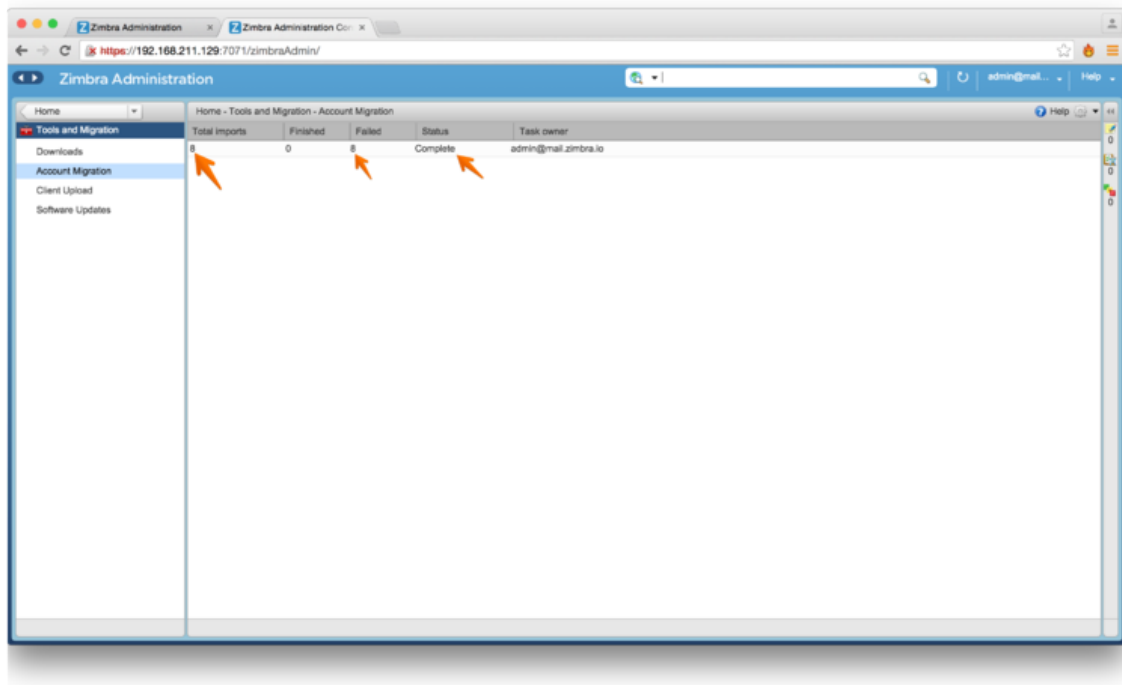 Zimbra Administration × Zimbra Administration Con ×
https://192.168.211.129:7071/zimbraAdmin/
Zimbra Administration admin@mail... Help
Home Home - Tools and Migration - Account Migration Help
Tools and Migration Total imports Finished Failed Status Task owner
8 0 8 Complete admin@mail.zimbra.io
Downloads 0
Account Migration 0
Client Upload
Software Updates 0